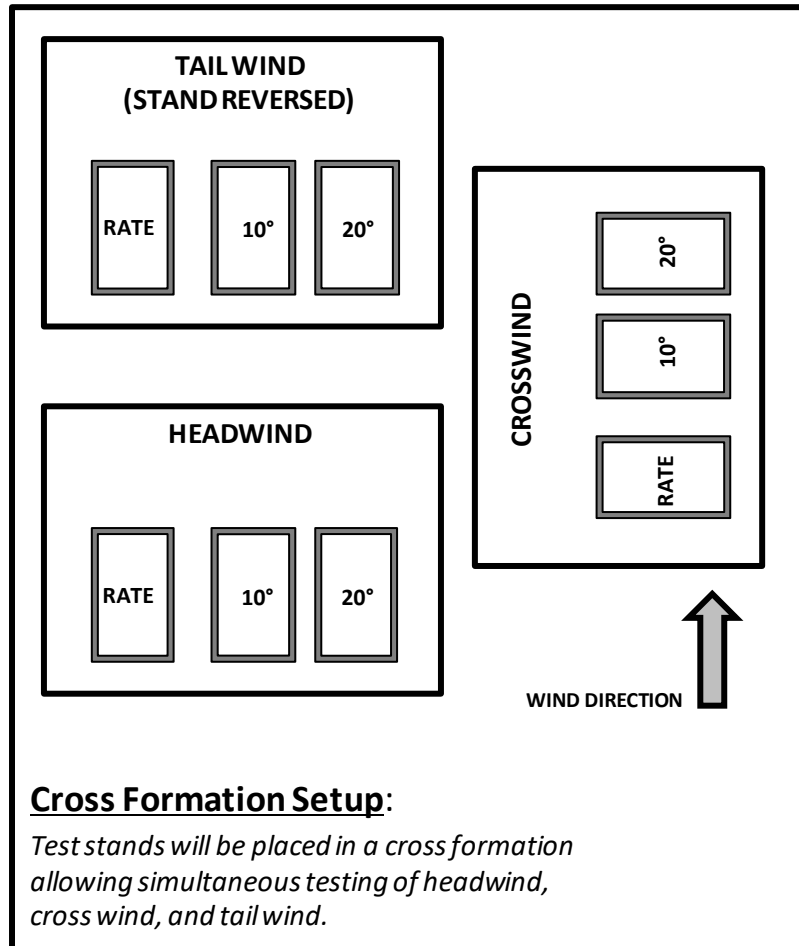 TAIL WIND
(STAND REVERSED)
RATE
10°
20°
HEADWIND
RATE
10°
20°
CROSSWIND
20°
10°
RATE
WIND DIRECTION
Cross Formation Setup:
Test stands will be placed in a cross formation
allowing simultaneous testing of headwind,
cross wind, and tail wind.